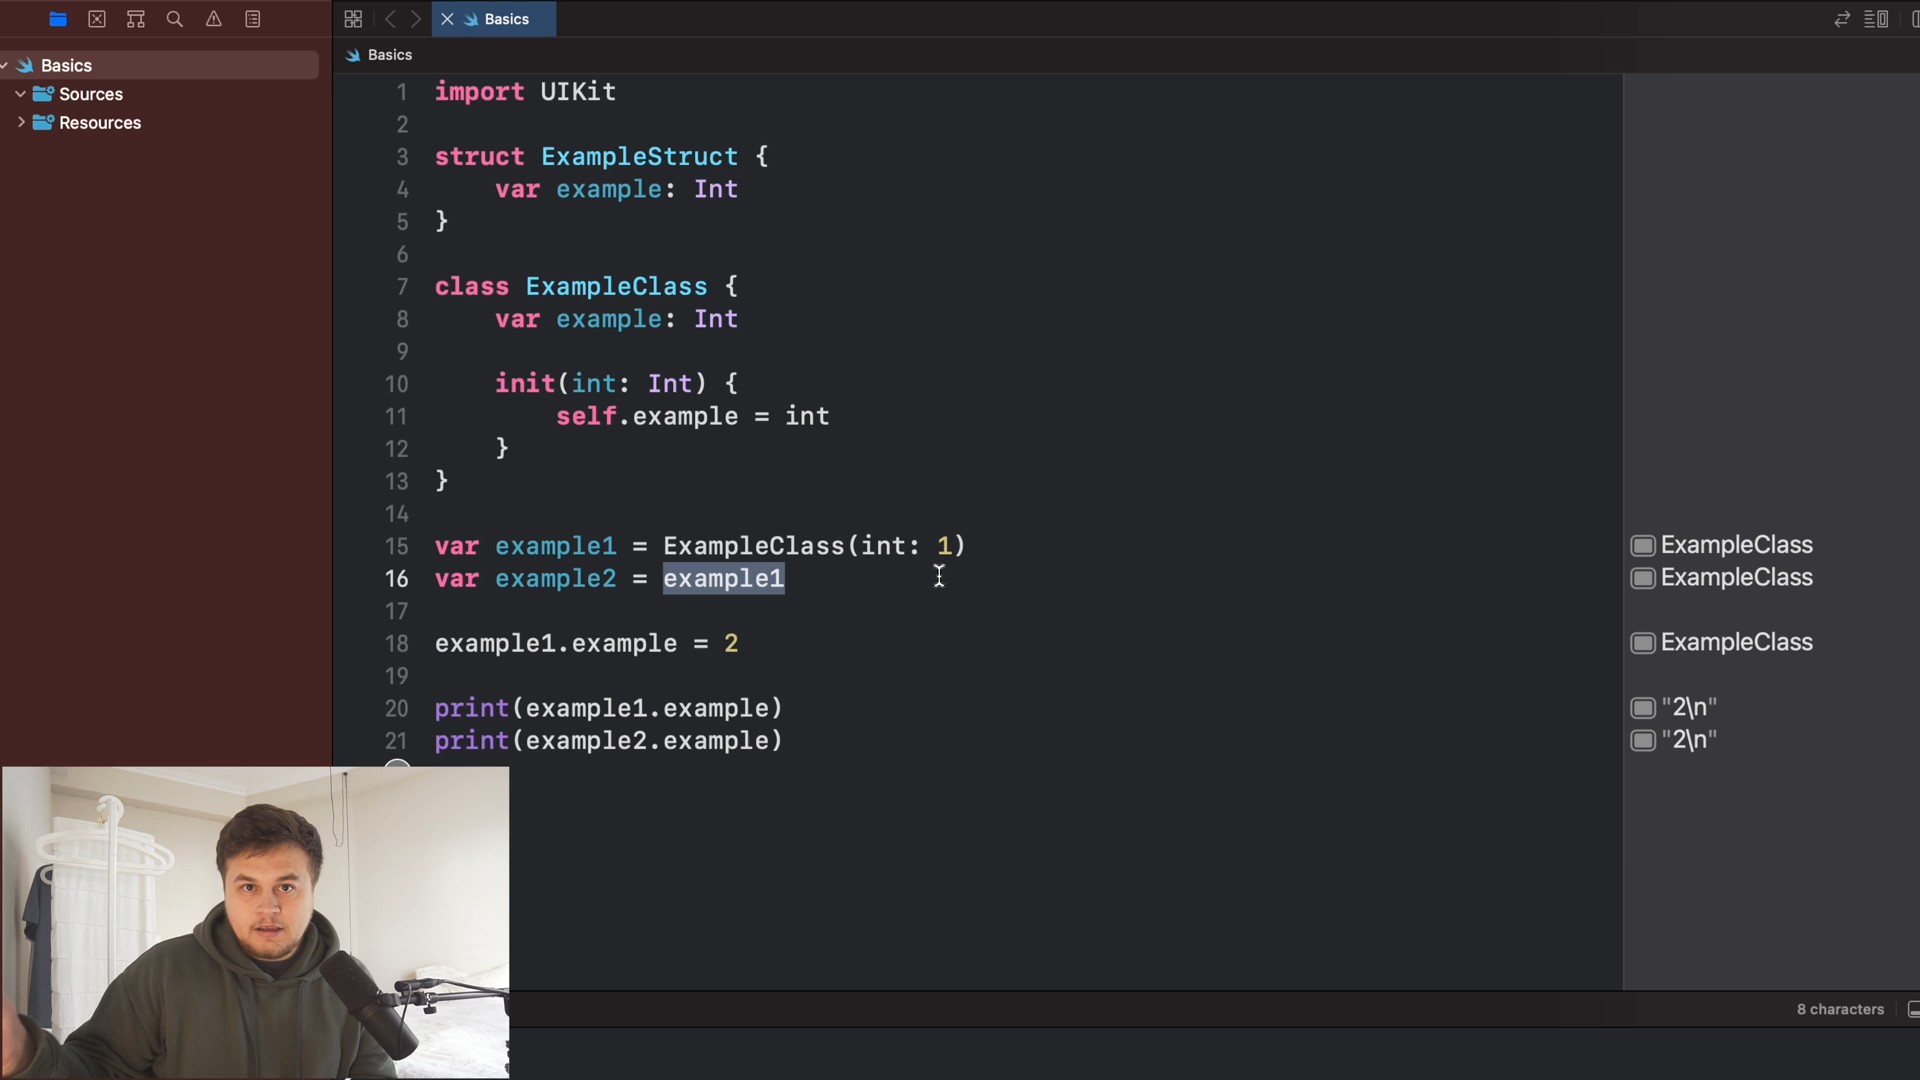 Basics
Basics
Basics
Sources
Resources
1 import UIKit
2
3 struct ExampleStruct {
4 var example: Int
5 }
6
7 class ExampleClass {
8 var example: Int
9
10 init(int: Int) {
11 self.example = int
12 }
13 }
14
15 var example1 = ExampleClass(int: 1)
ExampleClass
16 var example2 = example1
ExampleClass
17
18 example1.example = 2
ExampleClass
19
20 print(example1.example)
"2\n"
21 print(example2.example)
"2\n"
8 characters